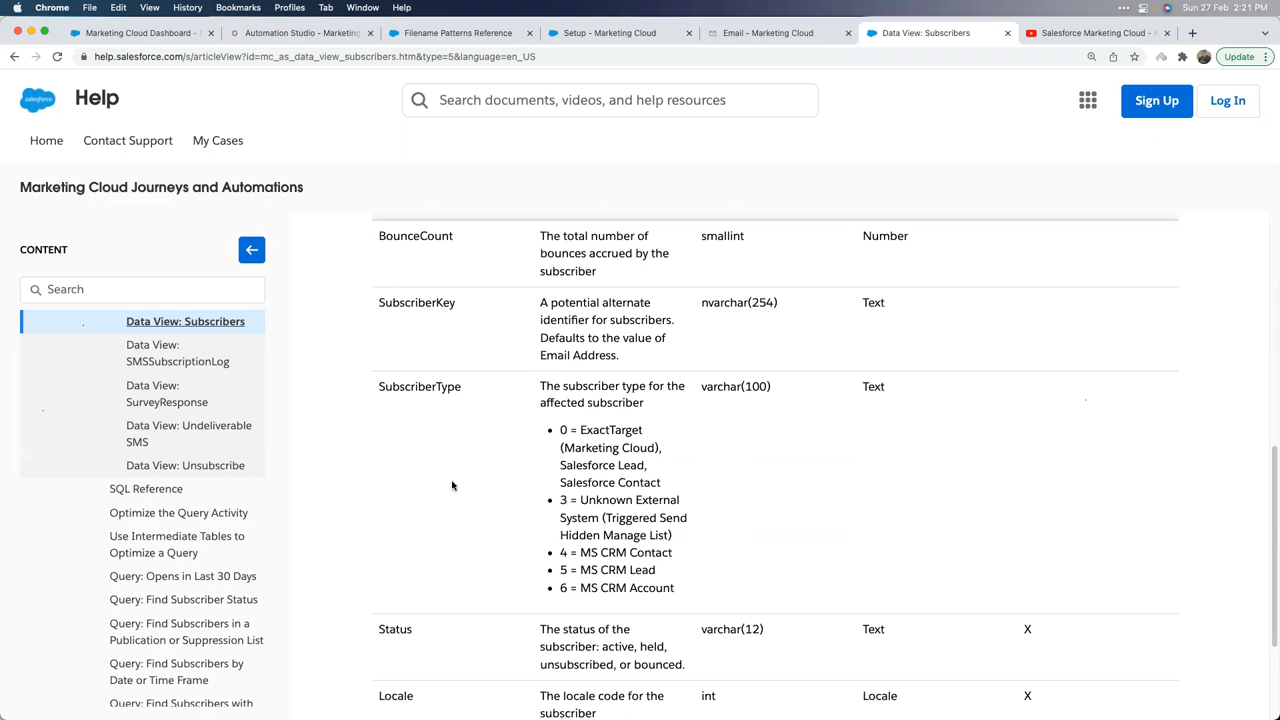 Chrome File Edit View History Bookmarks Profiles Tab Window Help Sun 27 Feb 2:21 PM
Marketing Cloud Dashboard - Automation Studio - Marketing Filename Patterns Reference Setup - Marketing Cloud Email - Marketing Cloud Data View: Subscribers Salesforce Marketing Cloud - A
help.salesforce.com/s/articleView?id=mc_as_data_view_subscribers.htm&type=5&language=en_US Update
salesforce Help Search documents, videos, and help resources Sign Up Log In
Home Contact Support My Cases
Marketing Cloud Journeys and Automations
CONTENT
Search
Data View: Subscribers
Data View:
SMSSubscriptionLog
Data View:
SurveyResponse
Data View: Undeliverable
SMS
Data View: Unsubscribe
SQL Reference
Optimize the Query Activity
Use Intermediate Tables to
Optimize a Query
Query: Opens in Last 30 Days
Query: Find Subscriber Status
Query: Find Subscribers in a
Publication or Suppression List
Query: Find Subscribers by
Date or Time Frame
Query: Find Subscribers with
BounceCount The total number of smallint Number
bounces accrued by the
subscriber
SubscriberKey A potential alternate nvarchar(254) Text
identifier for subscribers.
Defaults to the value of
Email Address.
SubscriberType The subscriber type for the varchar(100) Text
affected subscriber
• 0 = ExactTarget
(Marketing Cloud),
Salesforce Lead,
Salesforce Contact
• 3 = Unknown External
System (Triggered Send
Hidden Manage List)
• 4 = MS CRM Contact
• 5 = MS CRM Lead
• 6 = MS CRM Account
Status The status of the varchar(12) Text X
subscriber: active, held,
unsubscribed, or bounced.
Locale The locale code for the int Locale X
subscriber